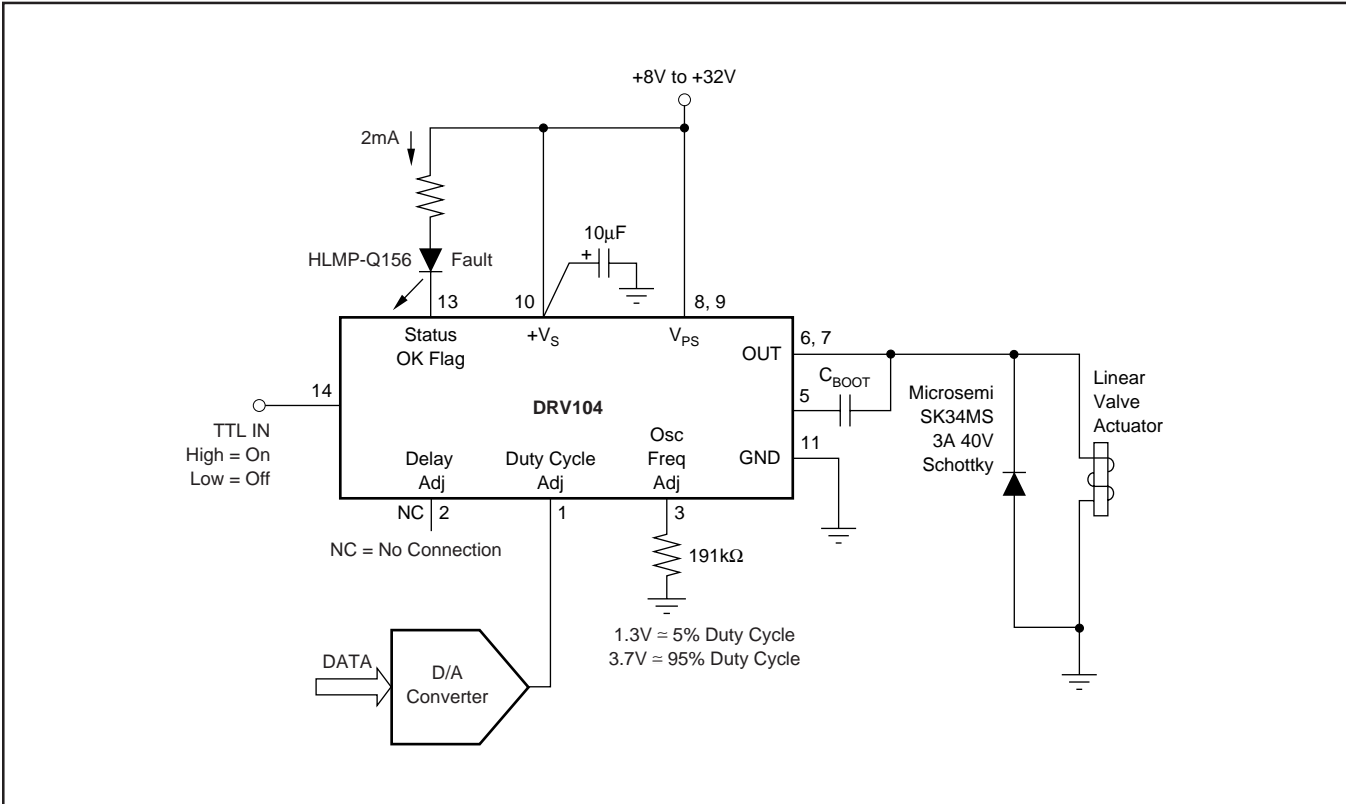 +8V to +32V
2mA
10µF
+
HLMP-Q156
Fault
13
10
8, 9
Status
OK Flag
+VS
VPS
6, 7
OUT
CBOOT
5
14
DRV104
Microsemi
SK34MS
3A 40V
Schottky
Linear
Valve
Actuator
TTL IN
High = On
Low = Off
Delay
Adj
Duty Cycle
Adj
Osc
Freq
Adj
GND
11
NC
2
1
3
NC = No Connection
191kΩ
1.3V ≃ 5% Duty Cycle
3.7V ≃ 95% Duty Cycle
DATA
D/A
Converter